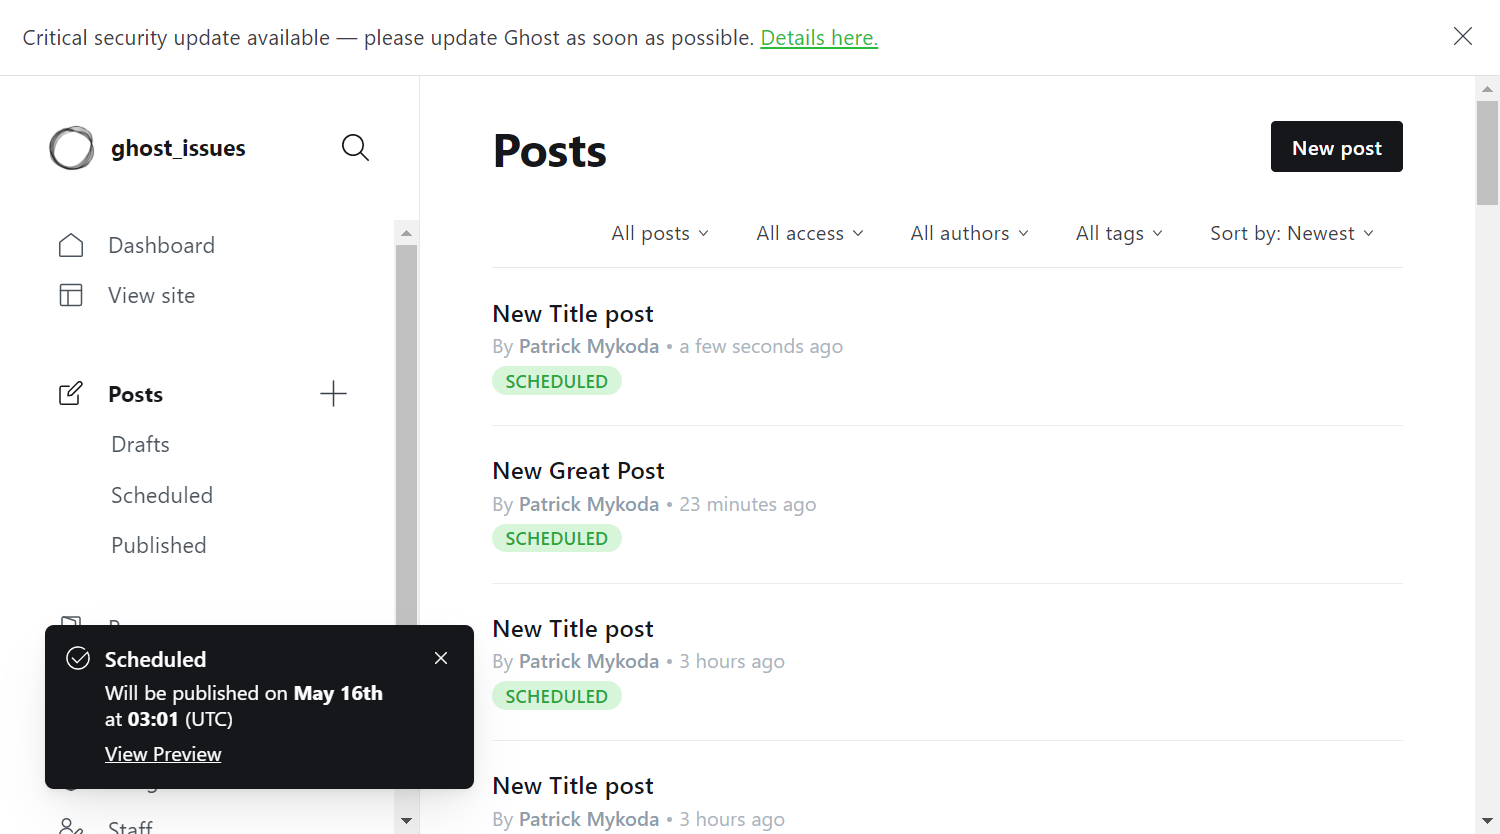 Critical security update available — please update Ghost as soon as possible. Details here.
ghost_issues
Dashboard
View site
Posts
Drafts
Scheduled
Published
Scheduled
Will be published on May 16th
at 03:01 (UTC)
View Preview
Staff
Posts
New post
All posts
All access
All authors
All tags
Sort by: Newest
New Title post
By Patrick Mykoda • a few seconds ago
SCHEDULED
New Great Post
By Patrick Mykoda • 23 minutes ago
SCHEDULED
New Title post
By Patrick Mykoda • 3 hours ago
SCHEDULED
New Title post
By Patrick Mykoda • 3 hours ago